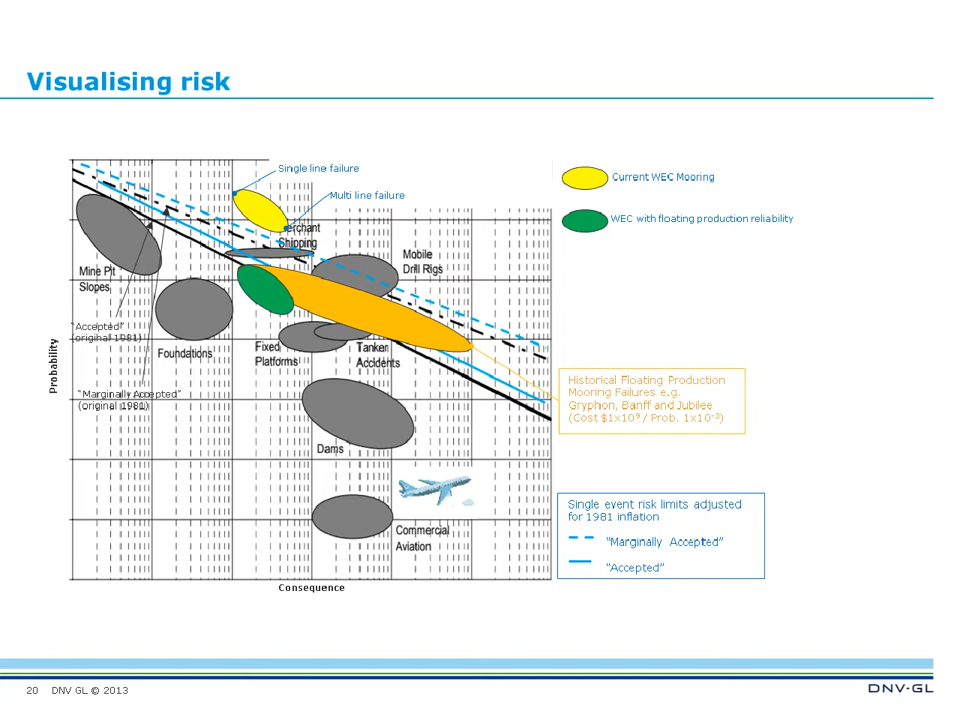 Visualising risk
Single line failure
Multi line failure
Current WEC Mooring
WEC with floating production reliability
Merchant
Shipping
Mobile
Drill Rigs
Mine Pit
Slopes
"Accepted"
(original 1981)
Foundations
Fixed
Platforms
Tanker
Accidents
Probability
"Marginally Accepted"
(original 1981)
Historical Floating Production
Mooring Failures e.g.
Gryphon, Banff and Jubilee
(Cost $1x10⁹ / Prob. 1x10⁻³)
Dams
Commercial
Aviation
Single event risk limits adjusted
for 1981 inflation
"Marginally Accepted"
"Accepted"
Consequence
20 DNV GL © 2013
DNV·GL